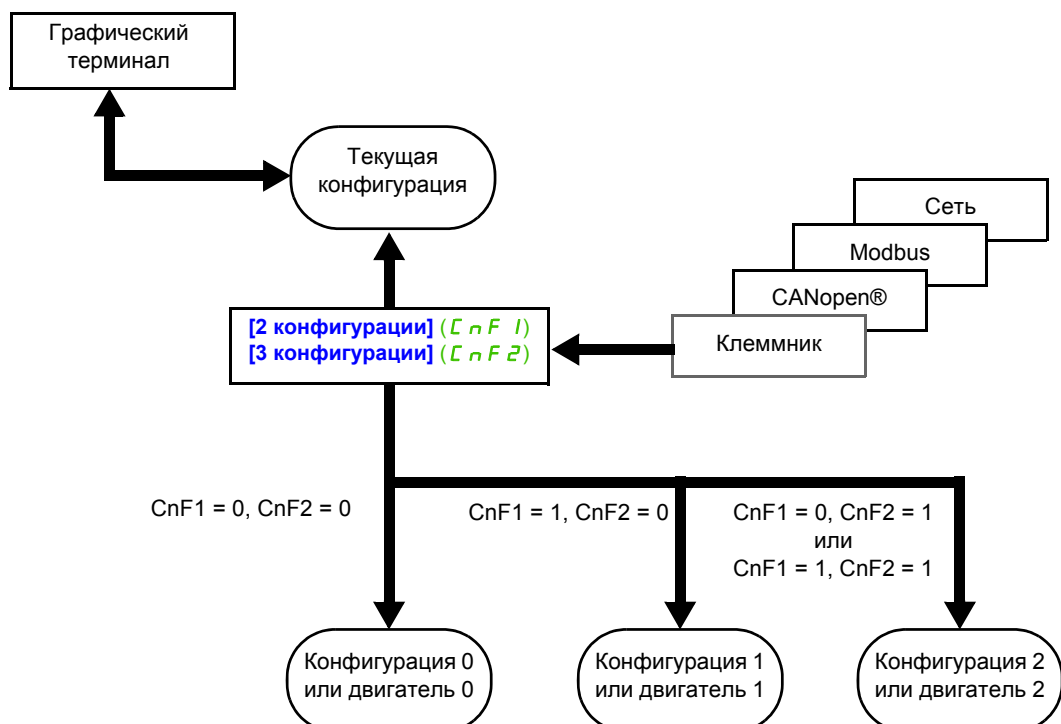 Графический
терминал
Текущая
конфигурация
Сеть
Modbus
CANopen®
Клеммник
[2 конфигурации] (CnF1)
[3 конфигурации] (CnF2)
CnF1 = 0, CnF2 = 0
CnF1 = 1, CnF2 = 0
CnF1 = 0, CnF2 = 1
или
CnF1 = 1, CnF2 = 1
Конфигурация 0
или двигатель 0
Конфигурация 1
или двигатель 1
Конфигурация 2
или двигатель 2